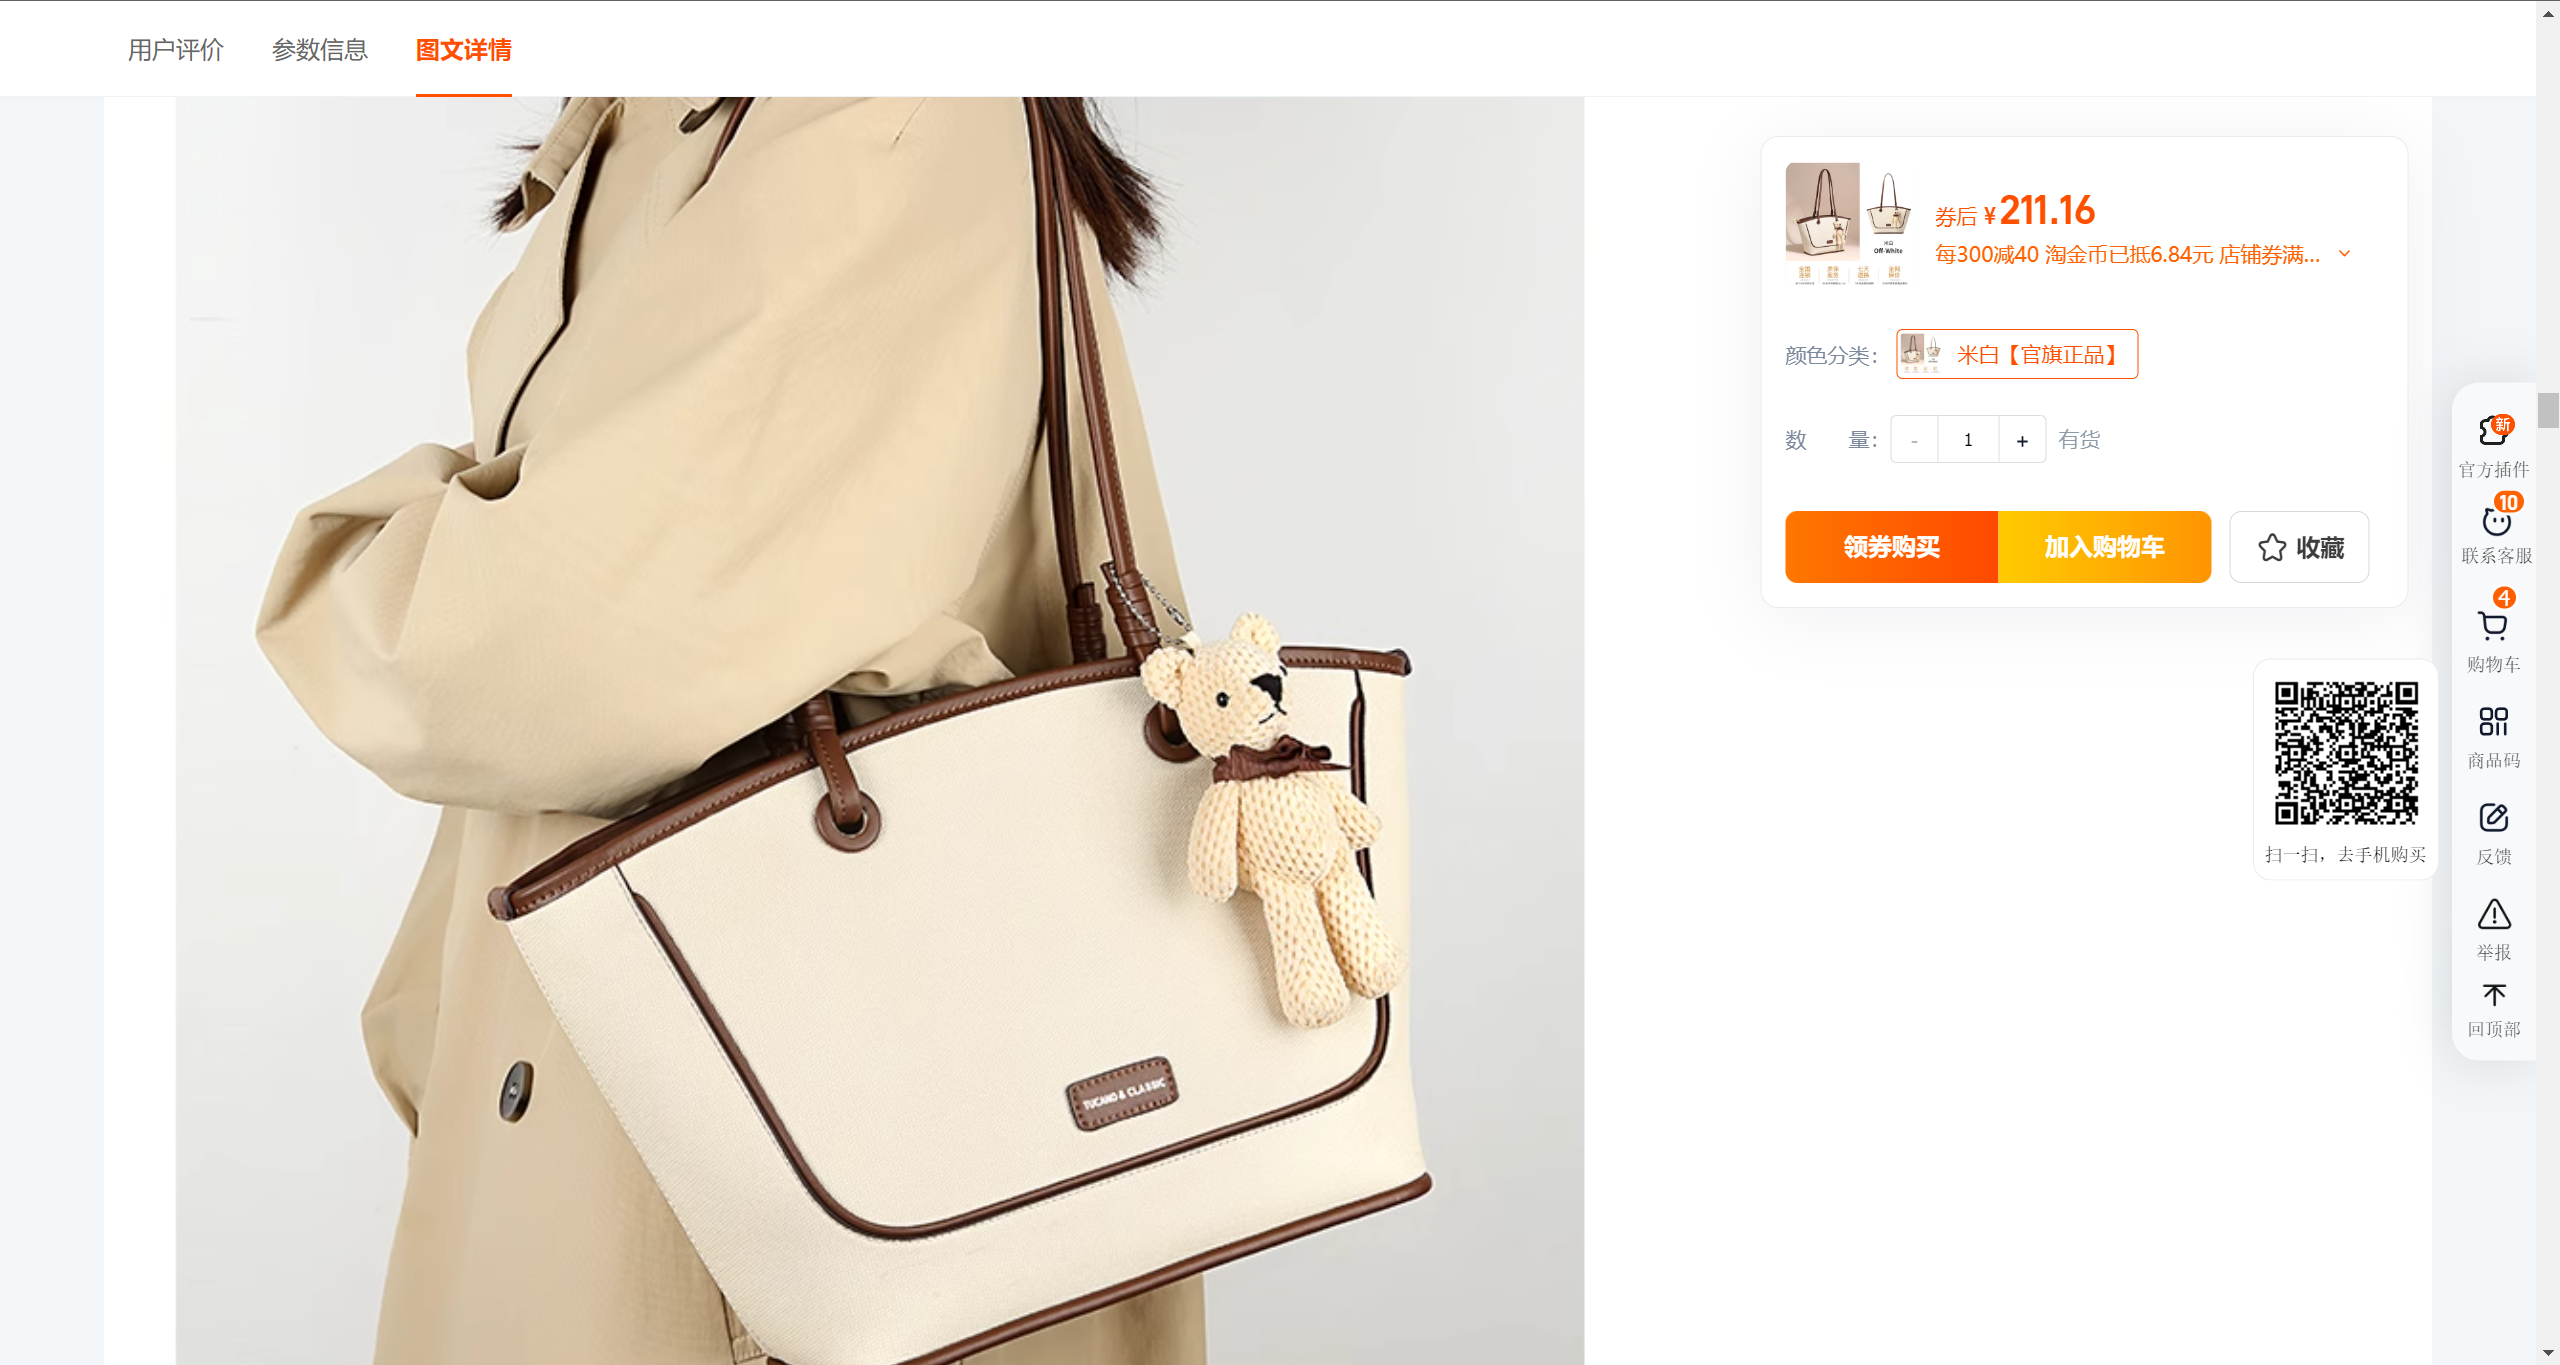 用户评价
参数信息
图文详情
券后 ¥211.16
每300减40 淘金币已抵6.84元 店铺券满...
米白
Off-White
颜色分类：
米白【官旗正品】
数 量：
-
1
+
有货
领券购买
加入购物车
收藏
TUCANO & CLASSIC
扫一扫，去手机购买
新
官方插件
10
联系客服
4
购物车
商品码
反馈
举报
回顶部